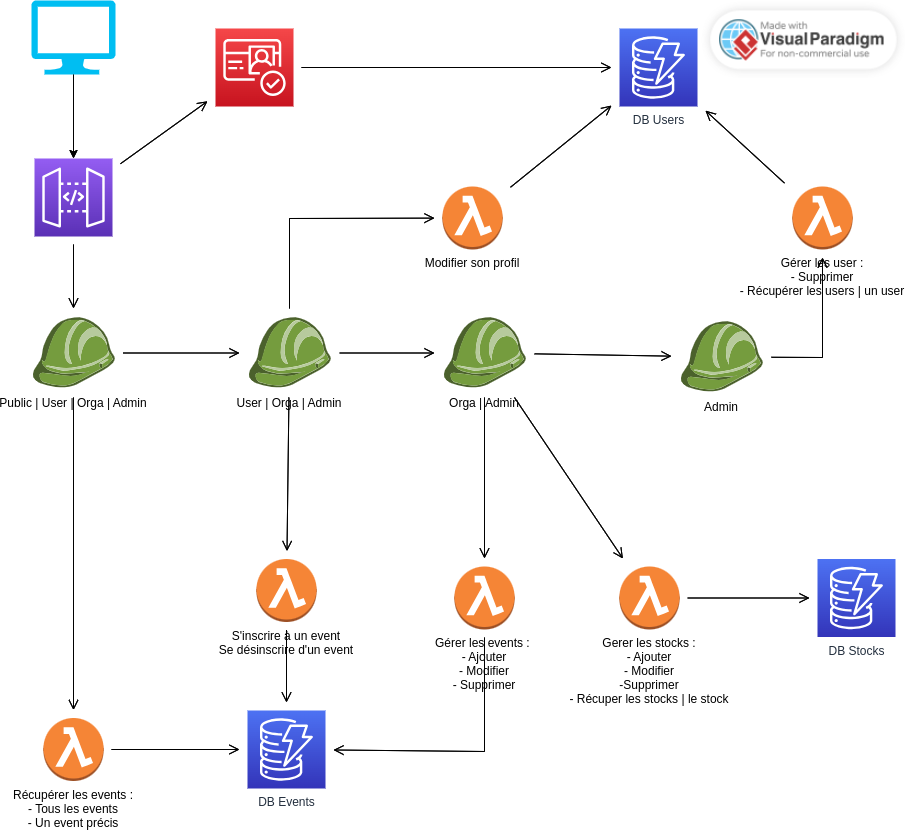 Made with
VisualParadigm
For non-commercial use
DB Users
Modifier son profil
Gérer les user :
- Supprimer
- Récupérer les users | un user
Public | User | Orga | Admin
User | Orga | Admin
Orga | Admin
Admin
S'inscrire à un event
Se désinscrire d'un event
Gérer les events :
- Ajouter
- Modifier
- Supprimer
Gerer les stocks :
- Ajouter
- Modifier
-Supprimer
- Récuper les stocks | le stock
DB Stocks
Récupérer les events :
- Tous les events
- Un event précis
DB Events